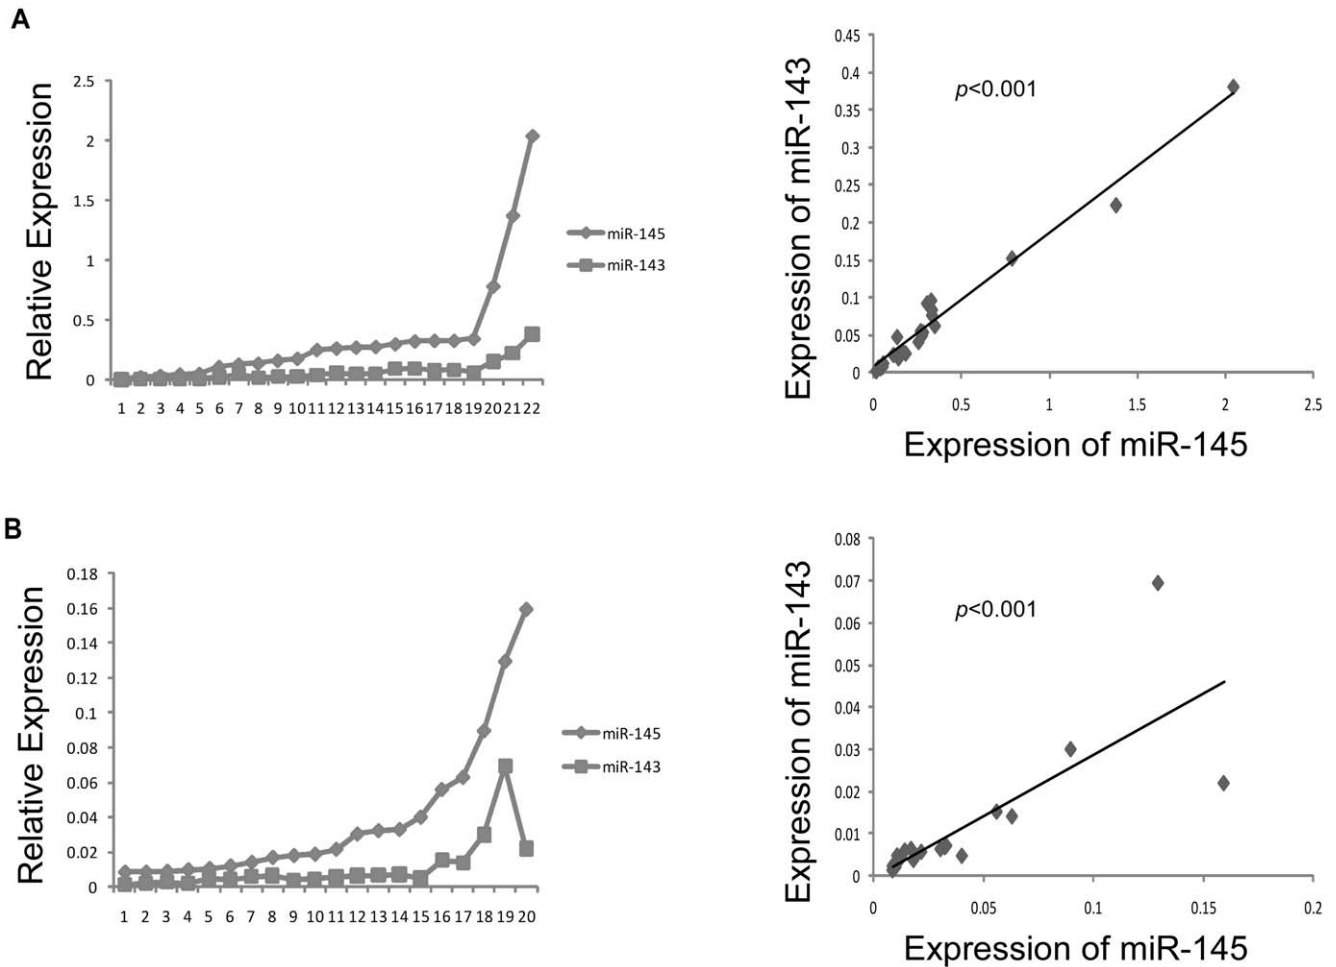 A
Relative Expression
2.5
2
1.5
1
0.5
0
1 2 3 4 5 6 7 8 9 10 11 12 13 14 15 16 17 18 19 20 21 22
miR-145
miR-143
Expression of miR-143
0.45
0.4
0.35
0.3
0.25
0.2
0.15
0.1
0.05
0
p<0.001
0 0.5 1 1.5 2 2.5
Expression of miR-145
B
Relative Expression
0.18
0.16
0.14
0.12
0.1
0.08
0.06
0.04
0.02
0
1 2 3 4 5 6 7 8 9 10 11 12 13 14 15 16 17 18 19 20
miR-145
miR-143
Expression of miR-143
0.08
0.07
0.06
0.05
0.04
0.03
0.02
0.01
0
p<0.001
0 0.05 0.1 0.15 0.2
Expression of miR-145